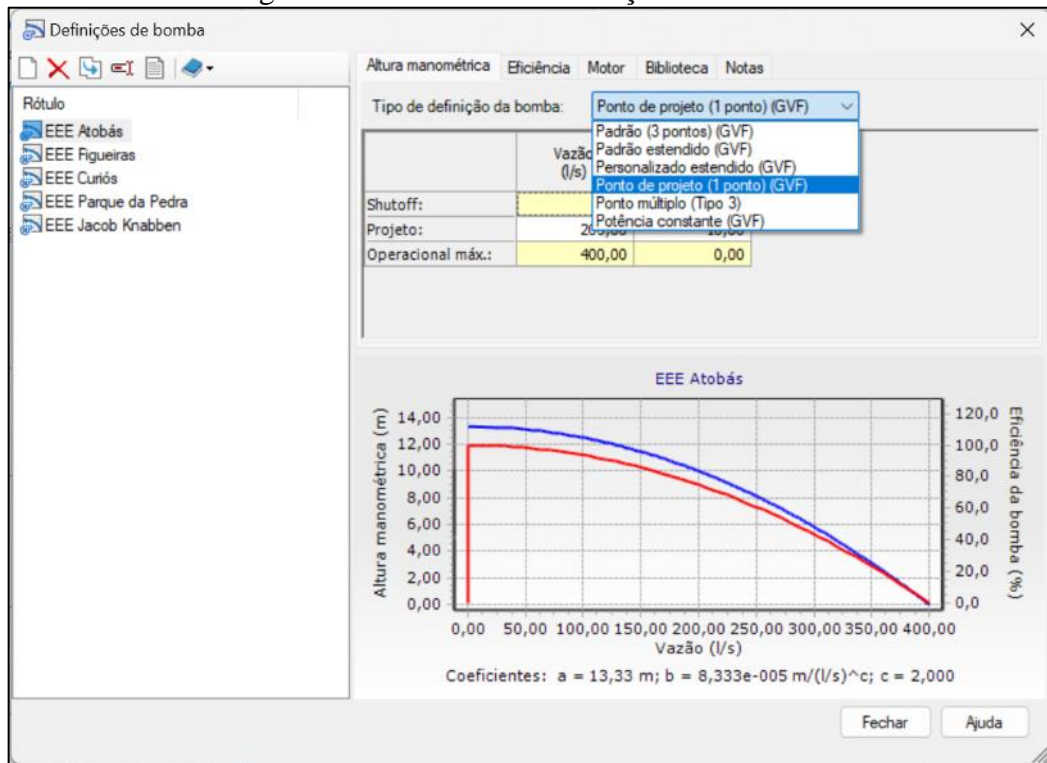 Definições de bomba
Altura manométrica Eficiência Motor Biblioteca Notas
Rótulo
EEE Atobás
EEE Figueiras
EEE Curiós
EEE Parque da Pedra
EEE Jacob Knabben
Tipo de definição da bomba: Ponto de projeto (1 ponto) (GVF)
Padrão (3 pontos) (GVF)
Padrão estendido (GVF)
Personalizado estendido (GVF)
Ponto de projeto (1 ponto) (GVF)
Ponto múltiplo (Tipo 3)
Potência constante (GVF)
(l/s)
Shutoff:
Projeto:
Operacional máx.: 400,00 0,00
EEE Atobás
Altura manométrica (m)
14,00
12,00
10,00
8,00
6,00
4,00
2,00
0,00
120,0
100,0
80,0
60,0
40,0
20,0
0,0
Eficiência da bomba (%)
0,00 50,00 100,00 150,00 200,00 250,00 300,00 350,00 400,00
Vazão (l/s)
Coeficientes: a = 13,33 m; b = 8,333e-005 m/(l/s)^c; c = 2,000
Fechar Ajuda